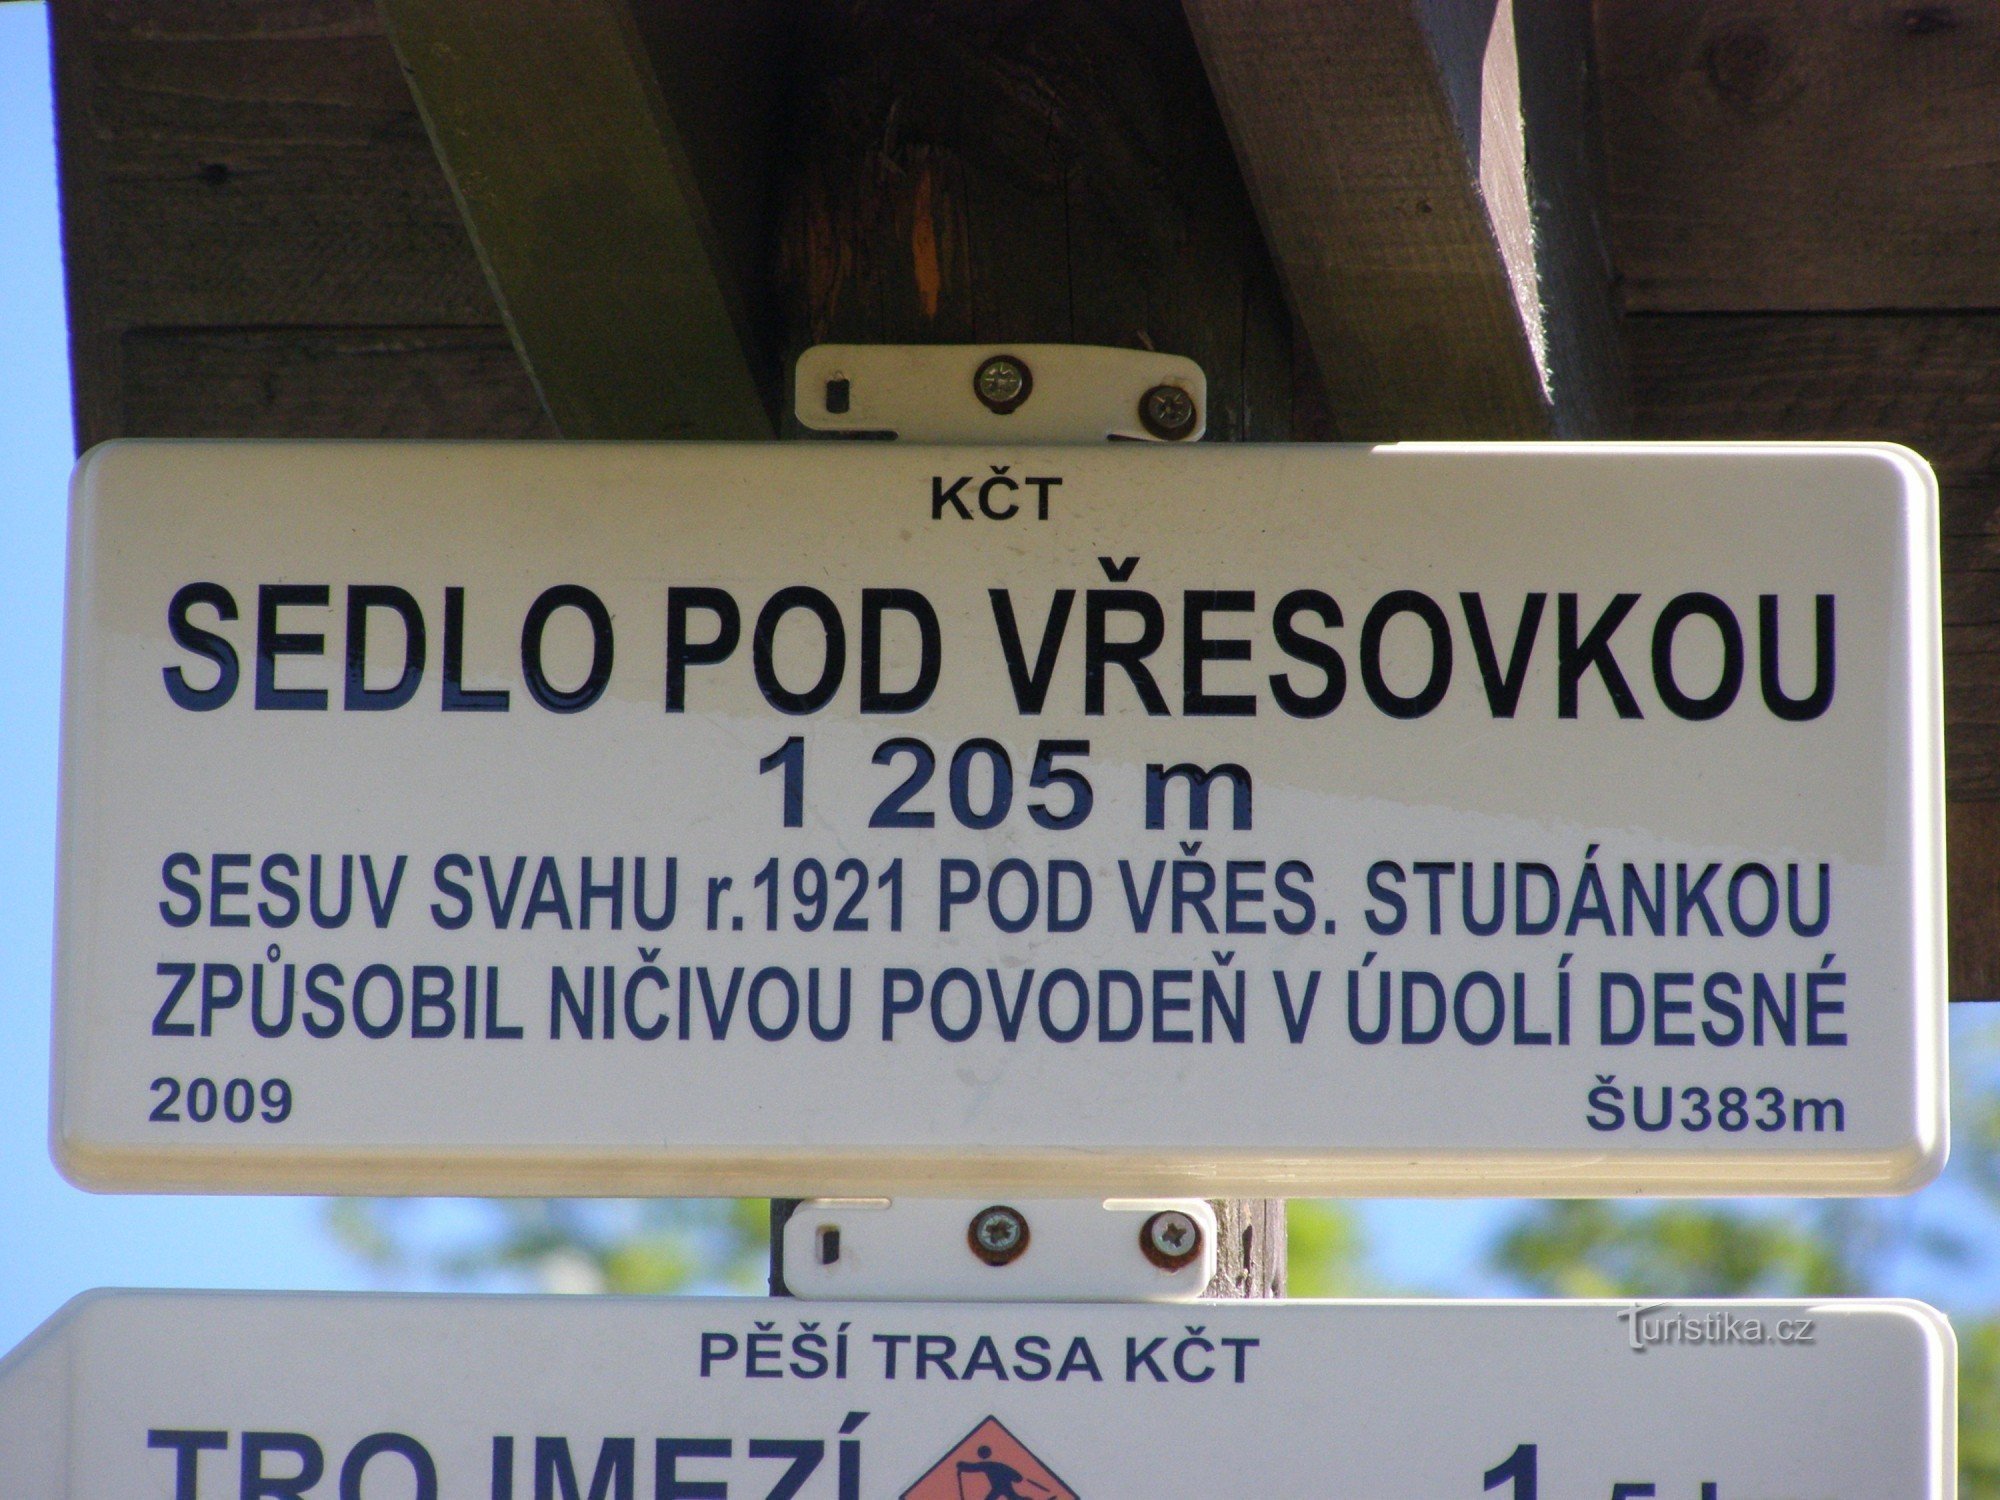 KČT
SEDLO POD VŘESOVKOU
1 205 m
SESUV SVAHU r.1921 POD VŘES. STUDÁNKOU
ZPŮSOBIL NIČIVOU POVODEŇ V ÚDOLÍ DESNÉ
2009 ŠU383m
Turistika.cz
PĚŠÍ TRASA KČT
TROJMEZÍ